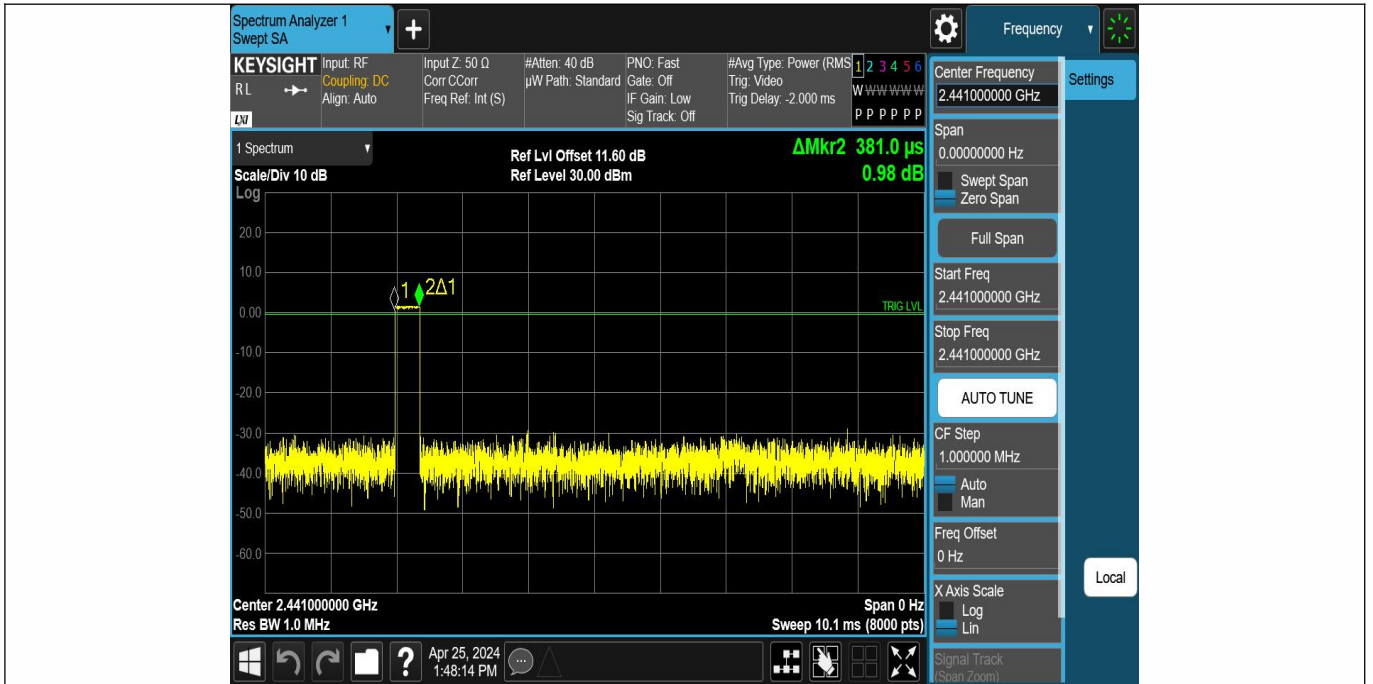 Spectrum Analyzer 1
Swept SA
+
Frequency
KEYSIGHT
RL
LXI
Input: RF
Coupling: DC
Align: Auto
Input Z: 50 Ω
Corr CCorr
Freq Ref: Int (S)
#Atten: 40 dB
µW Path: Standard
PNO: Fast
Gate: Off
IF Gain: Low
Sig Track: Off
#Avg Type: Power (RMS
Trig: Video
Trig Delay: -2.000 ms
1 2 3 4 5 6
W W W W W W
P P P P P P
1 Spectrum
Scale/Div 10 dB
Log
Ref Lvl Offset 11.60 dB
Ref Level 30.00 dBm
ΔMkr2 381.0 µs
0.98 dB
20.0
10.0
0.00
-10.0
-20.0
-30.0
-40.0
-50.0
-60.0
1
2Δ1
TRIG LVL
Center 2.441000000 GHz
Res BW 1.0 MHz
Span 0 Hz
Sweep 10.1 ms (8000 pts)
?
Apr 25, 2024
1:48:14 PM
Center Frequency
2.441000000 GHz
Settings
Span
0.00000000 Hz
Swept Span
Zero Span
Full Span
Start Freq
2.441000000 GHz
Stop Freq
2.441000000 GHz
AUTO TUNE
CF Step
1.000000 MHz
Auto
Man
Freq Offset
0 Hz
X Axis Scale
Log
Lin
Signal Track
(Span Zoom)
Local